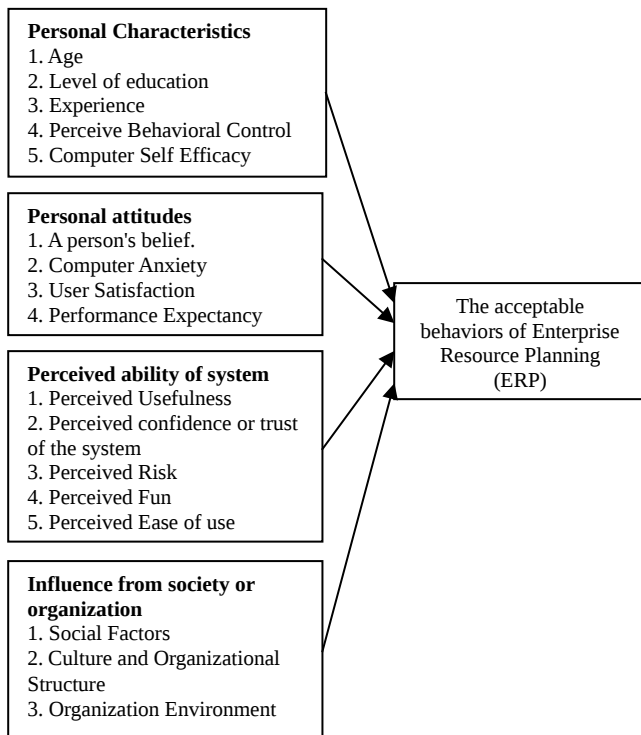 Personal Characteristics
1. Age
2. Level of education
3. Experience
4. Perceive Behavioral Control
5. Computer Self Efficacy
Personal attitudes
1. A person's belief.
2. Computer Anxiety
3. User Satisfaction
4. Performance Expectancy
Perceived ability of system
1. Perceived Usefulness
2. Perceived confidence or trust
of the system
3. Perceived Risk
4. Perceived Fun
5. Perceived Ease of use
Influence from society or
organization
1. Social Factors
2. Culture and Organizational
Structure
3. Organization Environment
The acceptable
behaviors of Enterprise
Resource Planning
(ERP)